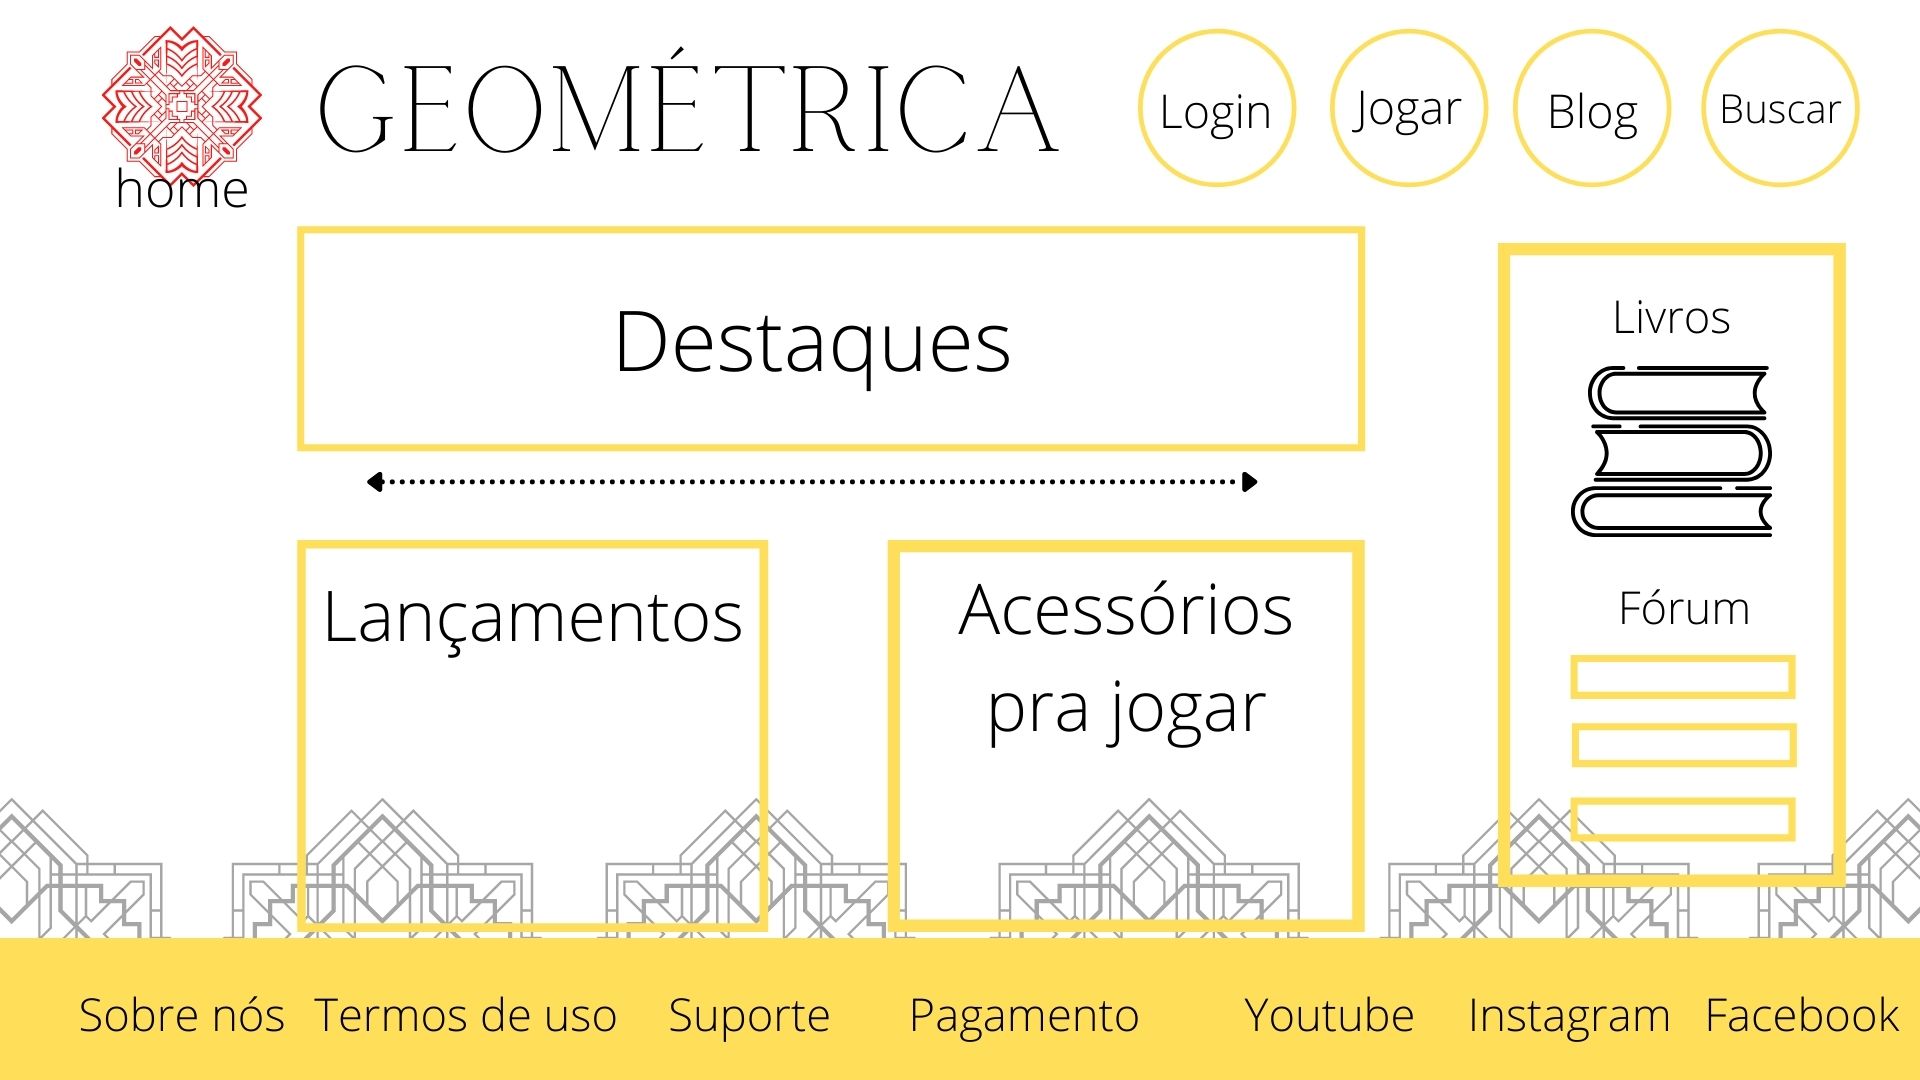 home
GEOMÉTRICA
Login
Jogar
Blog
Buscar
Destaques
Lançamentos
Acessórios
pra jogar
Livros
Fórum
Sobre nós
Termos de uso
Suporte
Pagamento
Youtube
Instagram
Facebook